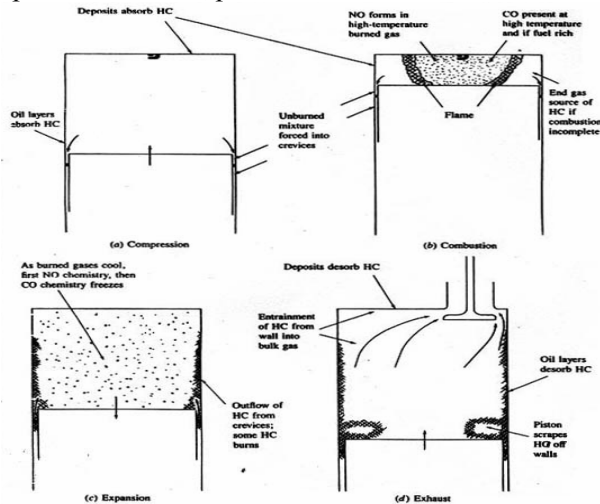 Deposits absorb HC
Oil layers
absorb HC
Unburned
mixture
forced into
crevices
(a) Compression
NO forms in
high-temperature
burned gas
CO present at
high temperature
and if fuel rich
Flame
End gas
source of
HC if
combustion
incomplete
(b) Combustion
As burned gases cool,
first NO chemistry, then
CO chemistry freezes
Outflow of
HC from
crevices;
some HC
burns
(c) Expansion
Deposits desorb HC
Entrainment
of HC from
wall into
bulk gas
Oil layers
desorb HC
Piston
scrapes
HC off
walls
(d) Exhaust